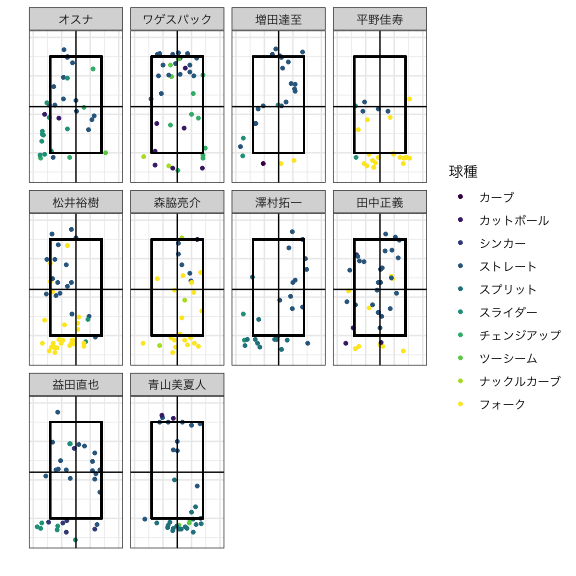 オスナ
ワゲスパック
増田達至
平野佳寿
松井裕樹
森脇亮介
澤村拓一
田中正義
益田直也
青山美夏人
球種
カーブ
カットボール
シンカー
ストレート
スプリット
スライダー
チェンジアップ
ツーシーム
ナックルカーブ
フォーク